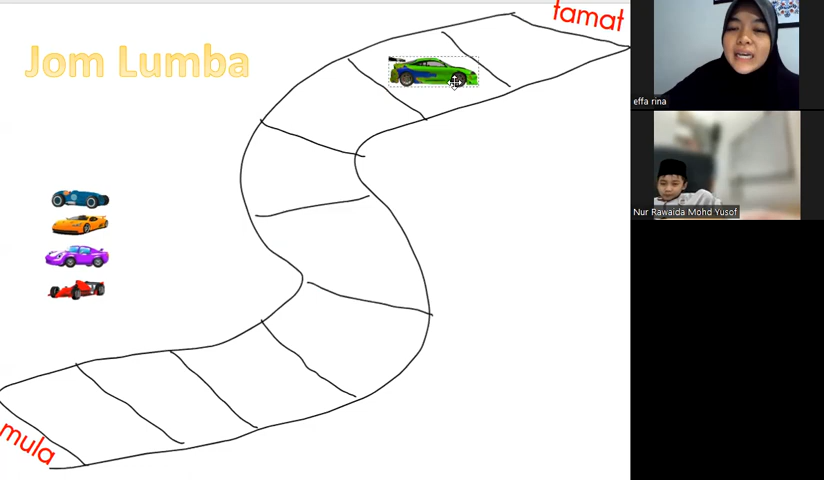 Jom Lumba
tamat
effa rina
Nur Rawaida Mohd Yusof
mula